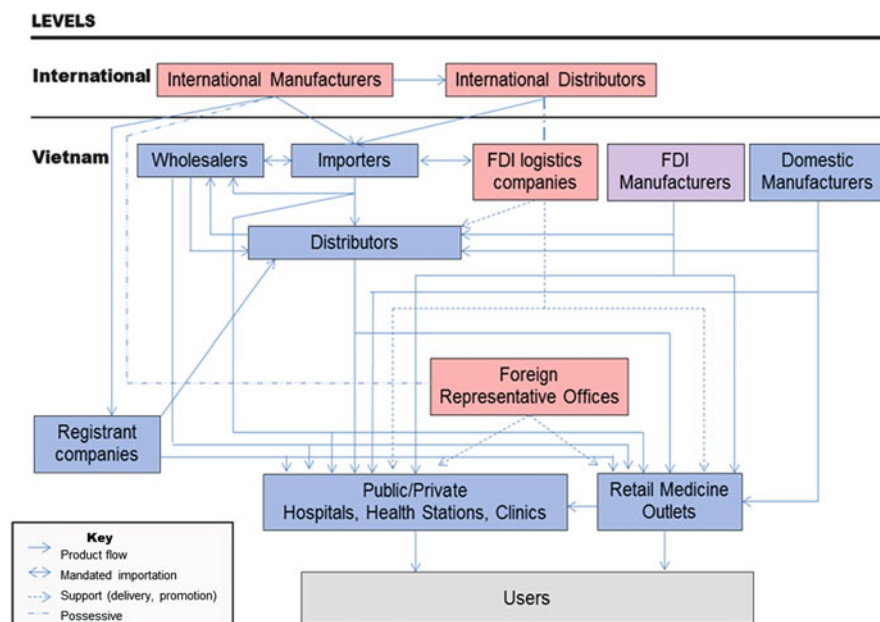 LEVELS
International
International Manufacturers
International Distributors
Vietnam
Wholesalers
Importers
FDI logistics
companies
FDI
Manufacturers
Domestic
Manufacturers
Distributors
Foreign
Representative Offices
Registrant
companies
Public/Private
Hospitals, Health Stations, Clinics
Retail Medicine
Outlets
Key
Product flow
Mandated importation
Support (delivery, promotion)
Possessive
Users